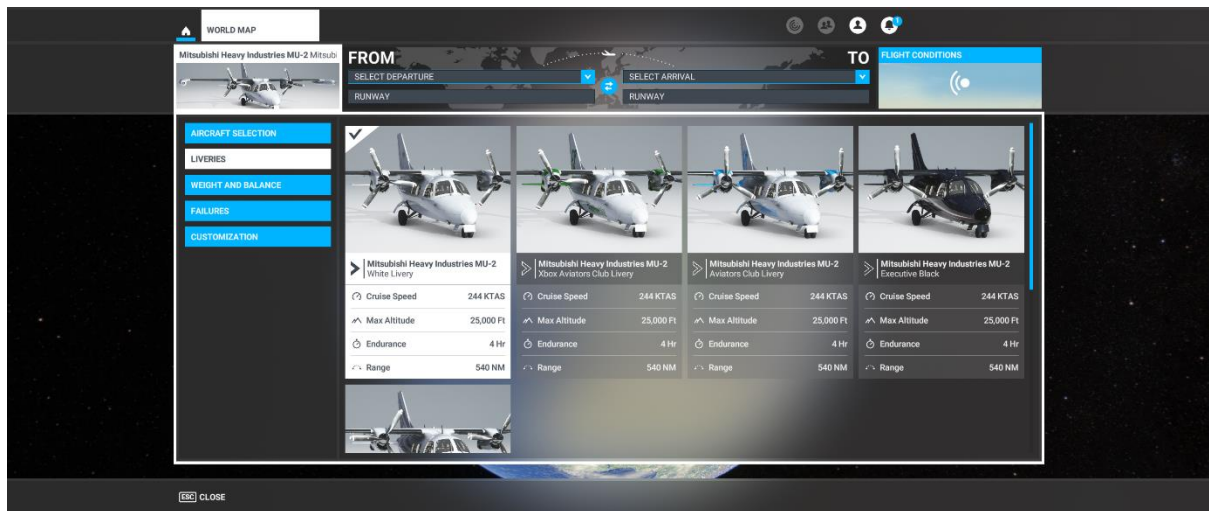 WORLD MAP
1
Mitsubishi Heavy Industries MU-2 Mitsubi
FROM
TO
SELECT DEPARTURE
SELECT ARRIVAL
RUNWAY
RUNWAY
FLIGHT CONDITIONS
AIRCRAFT SELECTION
LIVERIES
WEIGHT AND BALANCE
FAILURES
CUSTOMIZATION
Mitsubishi Heavy Industries MU-2
White Livery
Cruise Speed 244 KTAS
Max Altitude 25,000 Ft
Endurance 4 Hr
Range 540 NM
Mitsubishi Heavy Industries MU-2
Xbox Aviators Club Livery
Cruise Speed 244 KTAS
Max Altitude 25,000 Ft
Endurance 4 Hr
Range 540 NM
Mitsubishi Heavy Industries MU-2
Aviators Club Livery
Cruise Speed 244 KTAS
Max Altitude 25,000 Ft
Endurance 4 Hr
Range 540 NM
Mitsubishi Heavy Industries MU-2
Executive Black
Cruise Speed 244 KTAS
Max Altitude 25,000 Ft
Endurance 4 Hr
Range 540 NM
ESC CLOSE